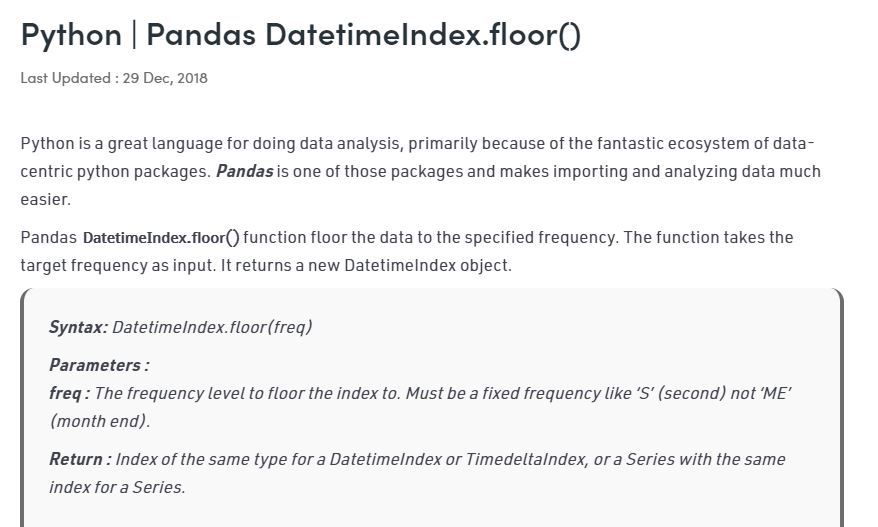 Python | Pandas DatetimeIndex.floor()
Last Updated : 29 Dec, 2018
Python is a great language for doing data analysis, primarily because of the fantastic ecosystem of data-
centric python packages. Pandas is one of those packages and makes importing and analyzing data much
easier.
Pandas DatetimeIndex.floor() function floor the data to the specified frequency. The function takes the
target frequency as input. It returns a new DatetimeIndex object.
Syntax: DatetimeIndex.floor(freq)
Parameters :
freq : The frequency level to floor the index to. Must be a fixed frequency like ‘S’ (second) not ‘ME’
(month end).
Return : Index of the same type for a DatetimeIndex or TimedeltaIndex, or a Series with the same
index for a Series.